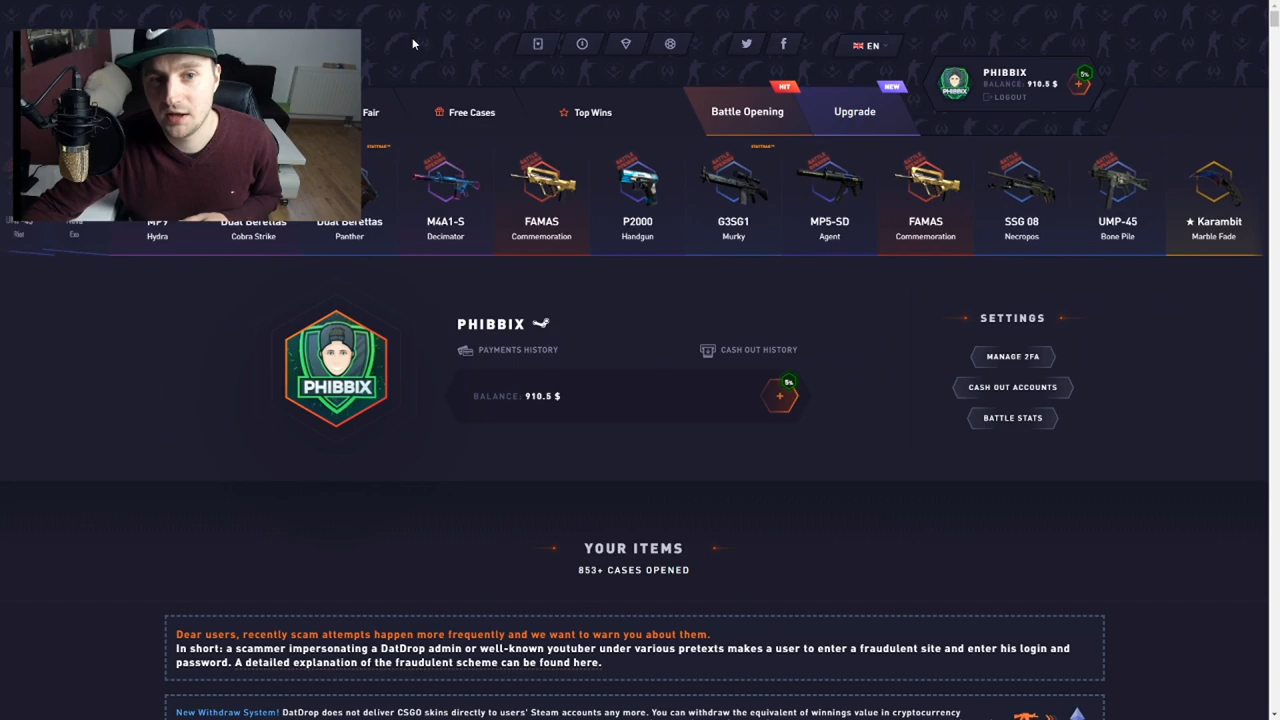 EN
PHIBBIX
BALANCE: 910.5 $
5%
LOGOUT
PHIBBIX
HIT
NEW
Fair
Free Cases
Top Wins
Battle Opening
Upgrade
MP9
Hydra
Dual Berettas
Cobra Strike
Dual Berettas
Panther
M4A1-S
Decimator
FAMAS
Commemoration
P2000
Handgun
G3SG1
Murky
MP5-SD
Agent
FAMAS
Commemoration
SSG 08
Necropos
UMP-45
Bone Pile
★ Karambit
Marble Fade
PHIBBIX
PHIBBIX
PAYMENTS HISTORY
CASH OUT HISTORY
BALANCE: 910.5 $
5%
SETTINGS
MANAGE 2FA
CASH OUT ACCOUNTS
BATTLE STATS
YOUR ITEMS
853+ CASES OPENED
Dear users, recently scam attempts happen more frequently and we want to warn you about them.
In short: a scammer impersonating a DatDrop admin or well-known youtuber under various pretexts makes a user to enter a fraudulent site and enter his login and
password. A detailed explanation of the fraudulent scheme can be found here.
New Withdraw System! DatDrop does not deliver CSGO skins directly to users' Steam accounts any more. You can withdraw the equivalent of winnings value in cryptocurrency